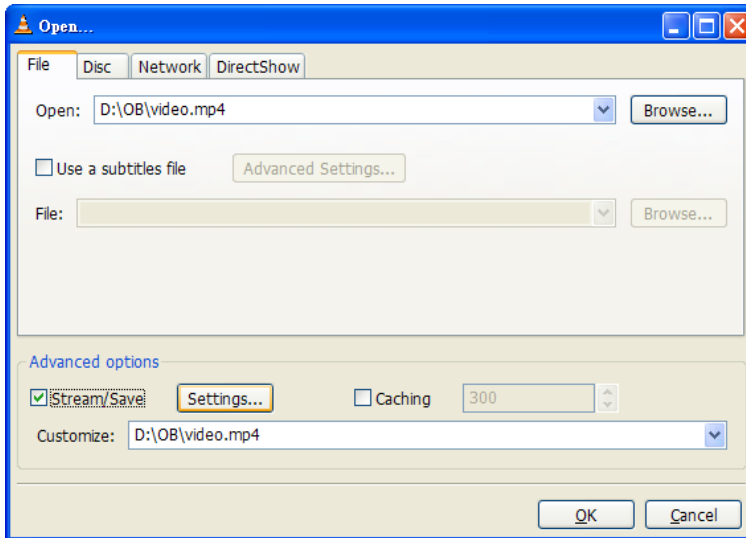 Open...
File Disc Network DirectShow
Open: D:\OB\video.mp4 Browse...
Use a subtitles file Advanced Settings...
File: Browse...
Advanced options
Stream/Save Settings... Caching 300
Customize: D:\OB\video.mp4
OK Cancel